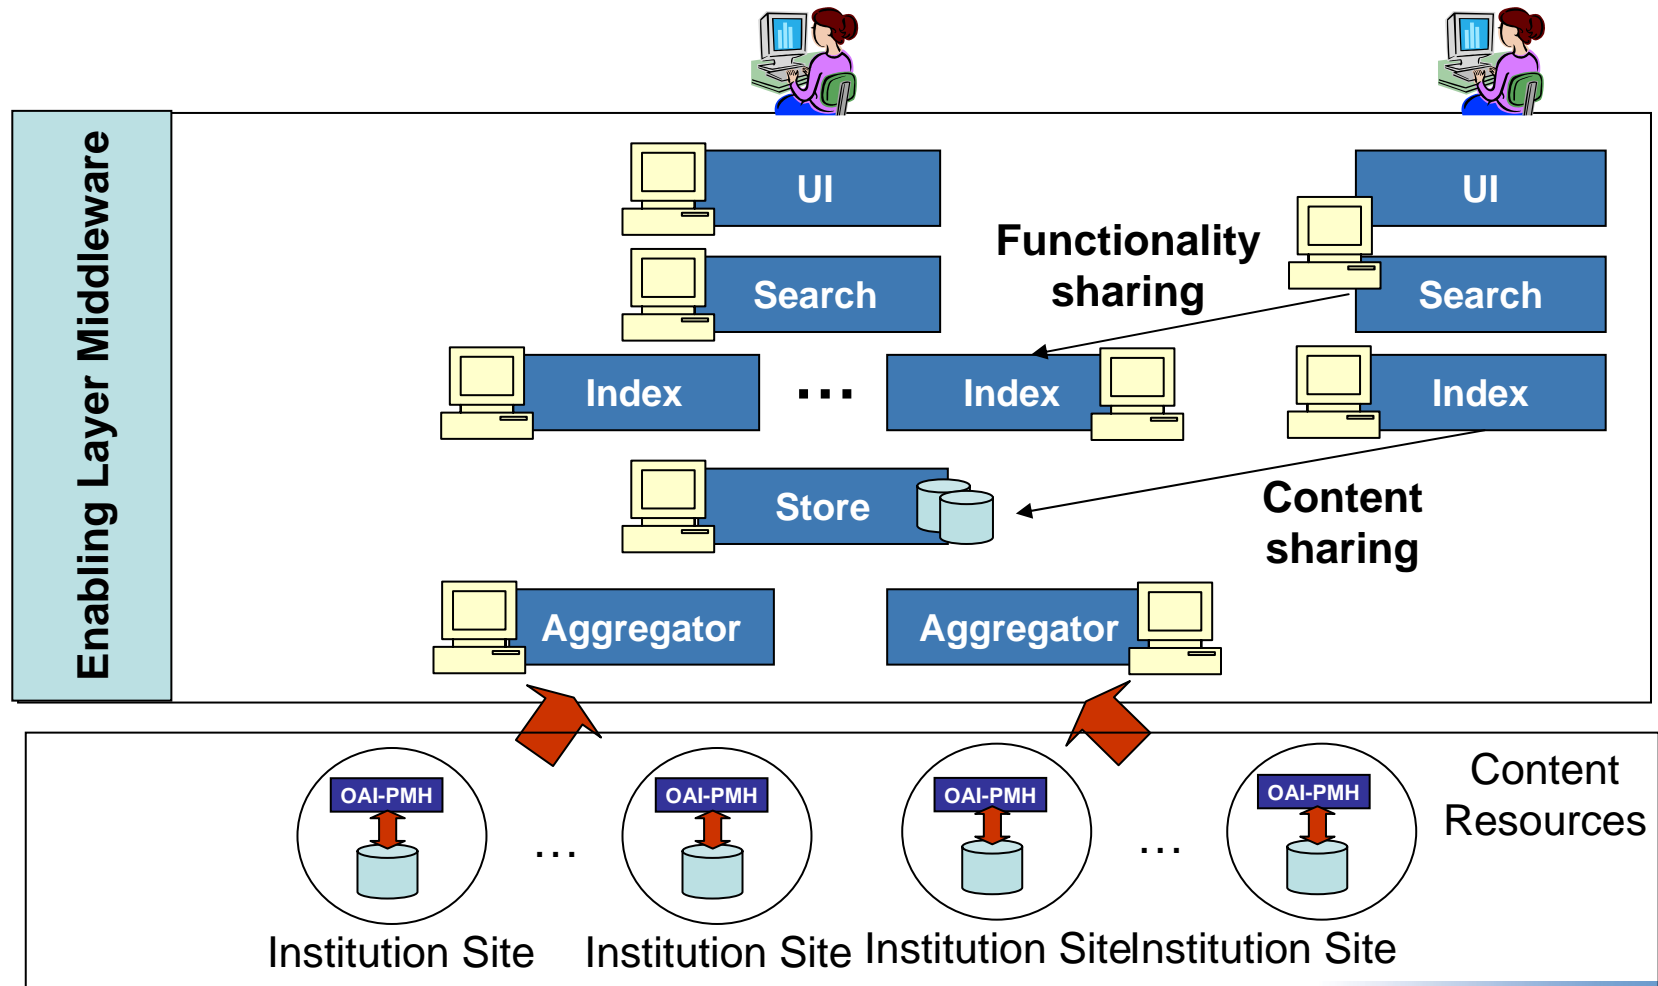 Enabling Layer Middleware
UI
UI
Functionality
sharing
Search
Search
Index
...
Index
Index
Store
Content
sharing
Aggregator
Aggregator
Content
Resources
OAI-PMH
OAI-PMH
OAI-PMH
OAI-PMH
...
...
Institution Site
Institution Site
Institution Site
Institution Site